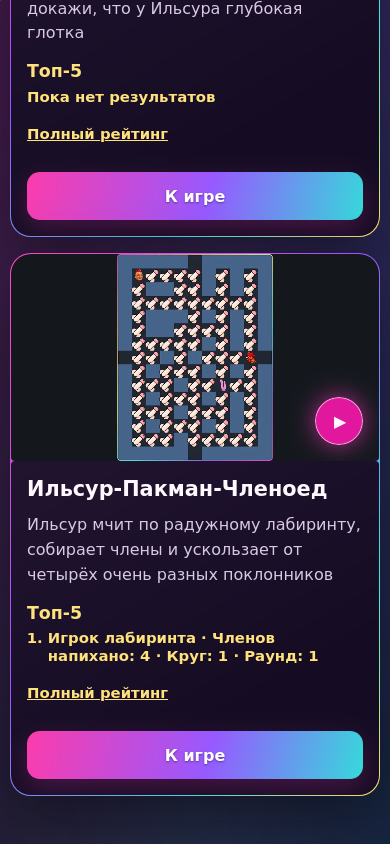 докажи, что у Ильсура глубокая
глотка
Топ-5
Пока нет результатов
Полный рейтинг
К игре
Ильсур-Пакман-Членоед
Ильсур мчит по радужному лабиринту,
собирает члены и ускользает от
четырёх очень разных поклонников
Топ-5
1. Игрок лабиринта · Членов
напихано: 4 · Круг: 1 · Раунд: 1
Полный рейтинг
К игре